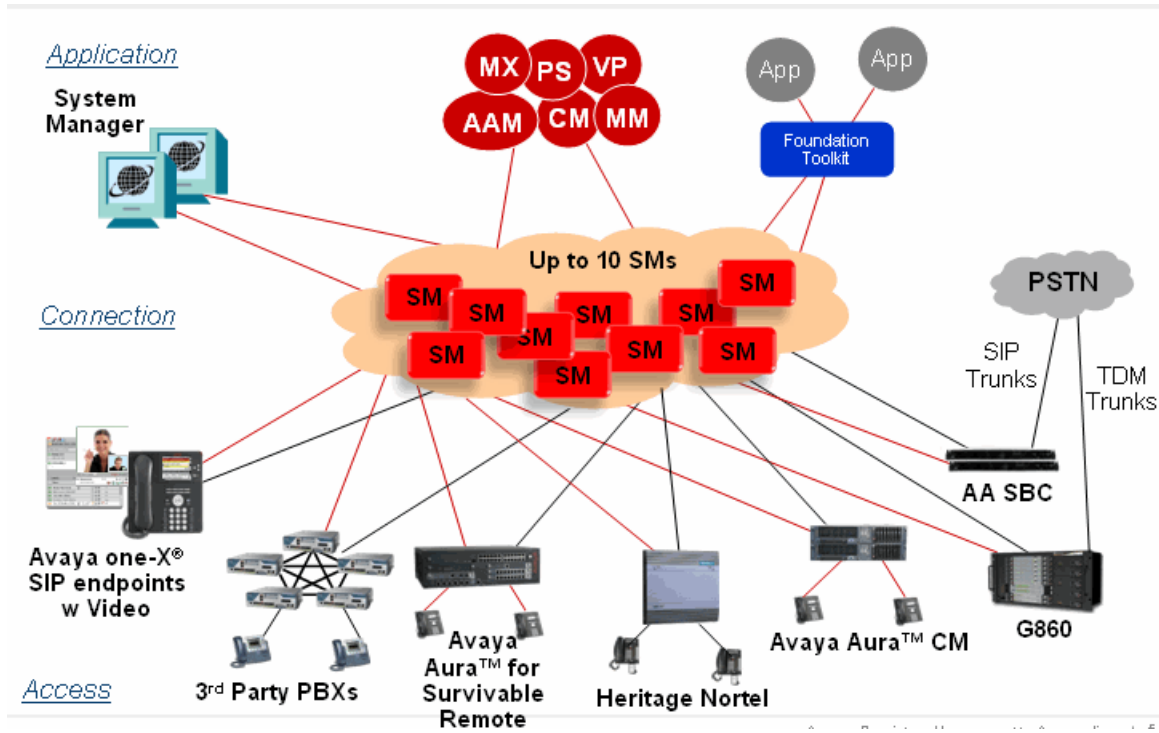 Application
System
Manager
MX
PS
VP
AAM
CM
MM
App
App
Foundation
Toolkit
Up to 10 SMs
SM
SM
SM
SM
SM
SM
SM
SM
SM
SM
Connection
PSTN
SIP
Trunks
TDM
Trunks
AA SBC
Avaya one-X®
SIP endpoints
w Video
3rd Party PBXs
Avaya
Aura™ for
Survivable
Remote
Heritage Nortel
Avaya Aura™ CM
G860
Access